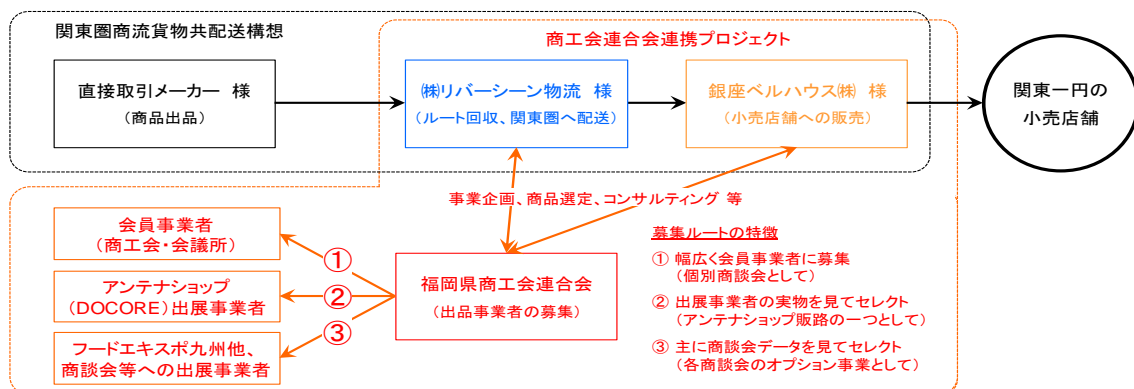 関東圏商流貨物共配送構想
商工会連合会連携プロジェクト
直接取引メーカー 様
（商品出品）
㈱リバーシーン物流 様
（ルート回収、関東圏へ配送）
銀座ベルハウス㈱ 様
（小売店舗への販売）
関東一円の
小売店舗
事業企画、商品選定、コンサルティング 等
会員事業者
（商工会・会議所）
アンテナショップ
（DOCORE）出展事業者
フードエキスポ九州他、
商談会等への出展事業者
①
②
③
福岡県商工会連合会
（出品事業者の募集）
募集ルートの特徴
① 幅広く会員事業者に募集
（個別商談会として）
② 出展事業者の実物を見てセレクト
（アンテナショップ販路の一つとして）
③ 主に商談会データを見てセレクト
（各商談会のオプション事業として）